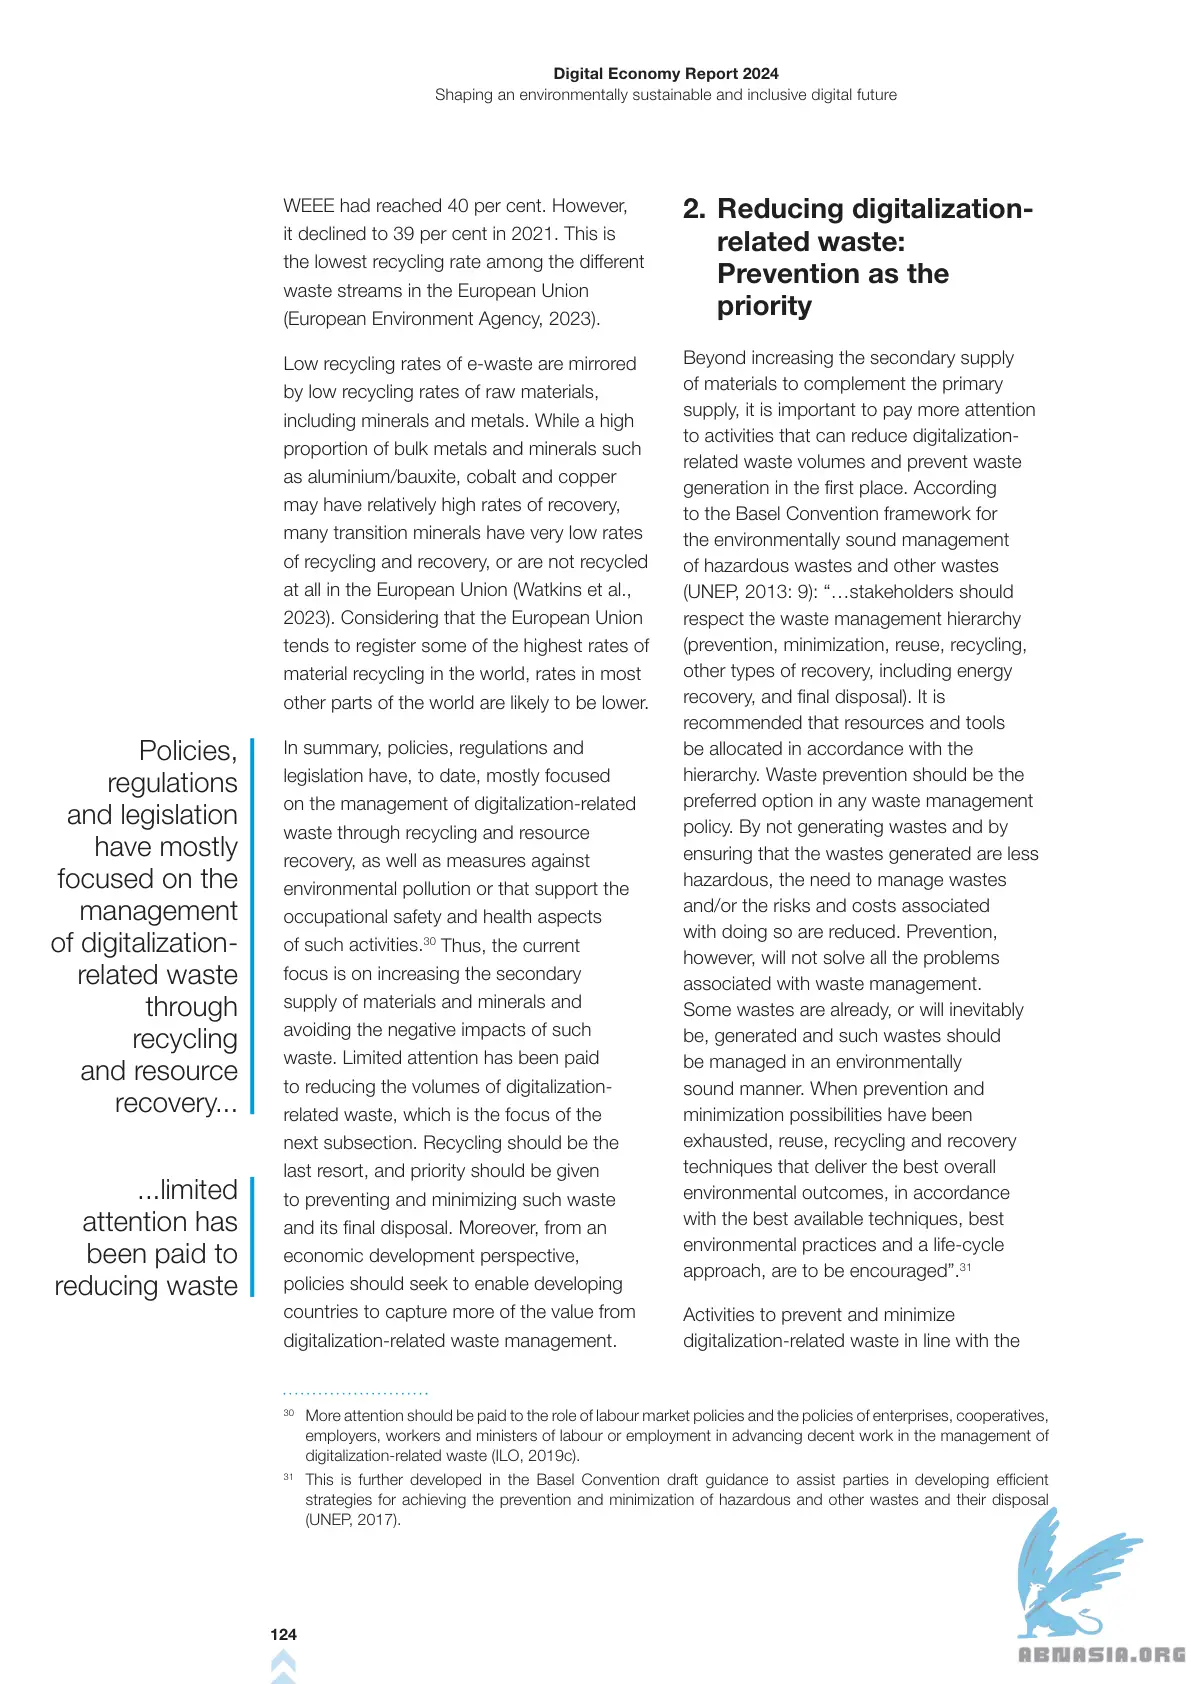 Digital Economy Report 2024
Shaping an environmentally sustainable and inclusive digital future
WEEE had reached 40 per cent. However,
it declined to 39 per cent in 2021. This is
the lowest recycling rate among the different
waste streams in the European Union
(European Environment Agency, 2023).
Low recycling rates of e-waste are mirrored
by low recycling rates of raw materials,
including minerals and metals. While a high
proportion of bulk metals and minerals such
as aluminium/bauxite, cobalt and copper
may have relatively high rates of recovery,
many transition minerals have very low rates
of recycling and recovery, or are not recycled
at all in the European Union (Watkins et al.,
2023). Considering that the European Union
tends to register some of the highest rates of
material recycling in the world, rates in most
other parts of the world are likely to be lower.
In summary, policies, regulations and
legislation have, to date, mostly focused
on the management of digitalization-related
waste through recycling and resource
recovery, as well as measures against
environmental pollution or that support the
occupational safety and health aspects
of such activities.³⁰ Thus, the current
focus is on increasing the secondary
supply of materials and minerals and
avoiding the negative impacts of such
waste. Limited attention has been paid
to reducing the volumes of digitalization-
related waste, which is the focus of the
next subsection. Recycling should be the
last resort, and priority should be given
to preventing and minimizing such waste
and its final disposal. Moreover, from an
economic development perspective,
policies should seek to enable developing
countries to capture more of the value from
digitalization-related waste management.
Policies,
regulations
and legislation
have mostly
focused on the
management
of digitalization-
related waste
through
recycling
and resource
recovery...
...limited
attention has
been paid to
reducing waste
2. Reducing digitalization-
related waste:
Prevention as the
priority
Beyond increasing the secondary supply
of materials to complement the primary
supply, it is important to pay more attention
to activities that can reduce digitalization-
related waste volumes and prevent waste
generation in the first place. According
to the Basel Convention framework for
the environmentally sound management
of hazardous wastes and other wastes
(UNEP, 2013: 9): “…stakeholders should
respect the waste management hierarchy
(prevention, minimization, reuse, recycling,
other types of recovery, including energy
recovery, and final disposal). It is
recommended that resources and tools
be allocated in accordance with the
hierarchy. Waste prevention should be the
preferred option in any waste management
policy. By not generating wastes and by
ensuring that the wastes generated are less
hazardous, the need to manage wastes
and/or the risks and costs associated
with doing so are reduced. Prevention,
however, will not solve all the problems
associated with waste management.
Some wastes are already, or will inevitably
be, generated and such wastes should
be managed in an environmentally
sound manner. When prevention and
minimization possibilities have been
exhausted, reuse, recycling and recovery
techniques that deliver the best overall
environmental outcomes, in accordance
with the best available techniques, best
environmental practices and a life-cycle
approach, are to be encouraged”.³¹
Activities to prevent and minimize
digitalization-related waste in line with the
30 More attention should be paid to the role of labour market policies and the policies of enterprises, cooperatives,
employers, workers and ministers of labour or employment in advancing decent work in the management of
digitalization-related waste (ILO, 2019c).
31 This is further developed in the Basel Convention draft guidance to assist parties in developing efficient
strategies for achieving the prevention and minimization of hazardous and other wastes and their disposal
(UNEP, 2017).
124
ABNASIA.ORG